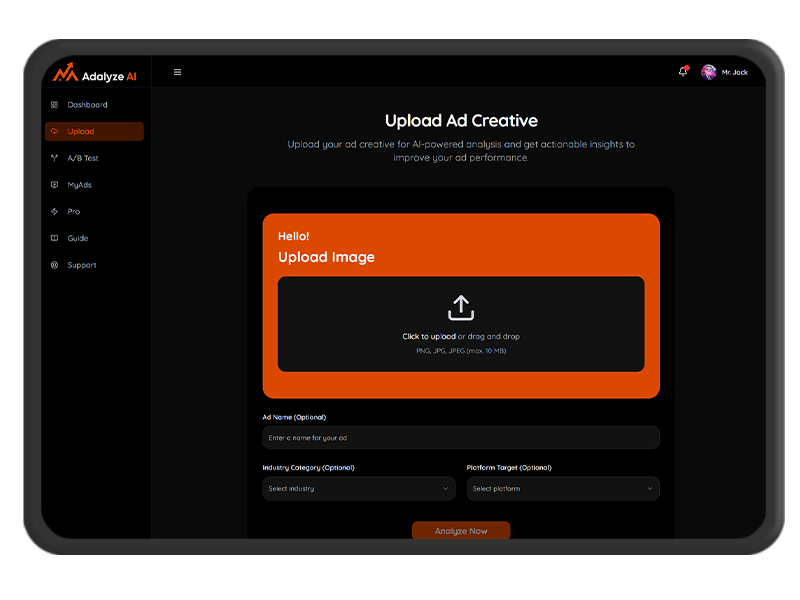 Adalyze AI
Mr. Jack
Dashboard
Upload
A/B Test
MyAds
Pro
Guide
Support
Upload Ad Creative
Upload your ad creative for AI-powered analysis and get actionable insights to
improve your ad performance.
Hello!
Upload Image
Click to upload or drag and drop
PNG, JPG, JPEG (max. 10 MB)
Ad Name (Optional)
Enter a name for your ad
Industry Category (Optional)
Platform Target (Optional)
Select industry
Select platform
Analyze Now